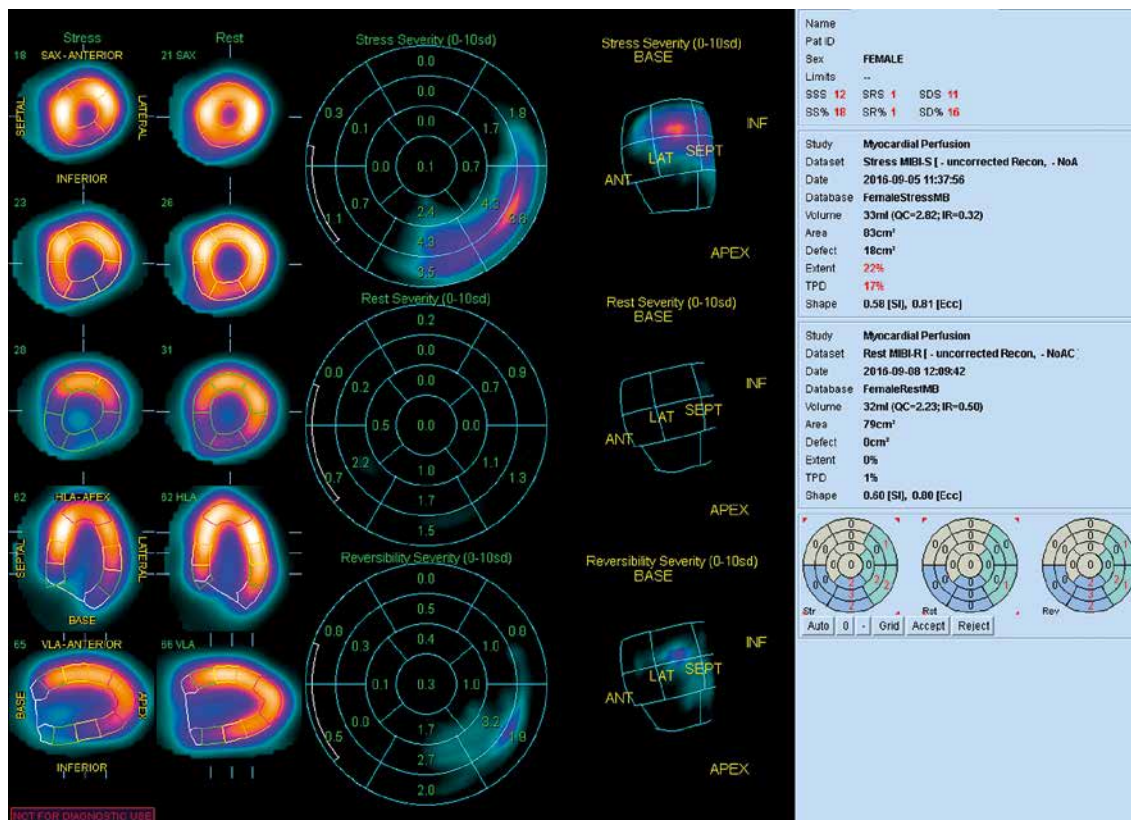 Stress Rest
18 SAX - ANTERIOR 21 SAX
SEPTAL LATERAL
INFERIOR
23 26
28 31
62 HLA - APEX 62 HLA
SEPTAL LATERAL
BASE
65 VLA - ANTERIOR 66 VLA
BASE APEX
INFERIOR
NOT FOR DIAGNOSTIC USE
Stress Severity (0-10sd)
0.0
0.0
0.3 0.1 0.0 1.7 1.9
0.0 0.1 0.7
1.1 0.7 2.4 4.3 3.8
4.3
3.5
Rest Severity (0-10sd)
0.2
0.0
0.0 0.0 0.0 0.7 0.9
0.5 0.0 0.0
0.7 2.2 1.0 1.1 1.3
1.7
1.5
Reversibility Severity (0-10sd)
0.0
0.5
0.0 0.4 0.0 1.0 0.8
0.1 0.3 1.0
0.5 0.0 1.7 3.2 1.9
2.7
2.0
Stress Severity (0-10sd)
BASE
INF
LAT SEPT
ANT
APEX
Rest Severity (0-10sd)
BASE
INF
LAT SEPT
ANT
APEX
Reversibility Severity (0-10sd)
BASE
INF
LAT SEPT
ANT
APEX
Name
Pat ID
Sex FEMALE
Limits --
SSS 12 SRS 1 SDS 11
SS% 18 SR% 1 SD% 16
Study Myocardial Perfusion
Dataset Stress MIBI-S [ - uncorrected Recon, - NoA
Date 2016-09-05 11:37:56
Database FemaleStressMB
Volume 33ml (QC=2.82; IR=0.32)
Area 83cm²
Defect 18cm²
Extent 22%
TPD 17%
Shape 0.58 [SI], 0.81 [Ecc]
Study Myocardial Perfusion
Dataset Rest MIBI-R [ - uncorrected Recon, - NoAC
Date 2016-09-08 12:09:42
Database FemaleRestMB
Volume 32ml (QC=2.23; IR=0.50)
Area 79cm²
Defect 0cm²
Extent 0%
TPD 1%
Shape 0.60 [SI], 0.80 [Ecc]
Str Rst Rev
Auto 0 - Grid Accept Reject